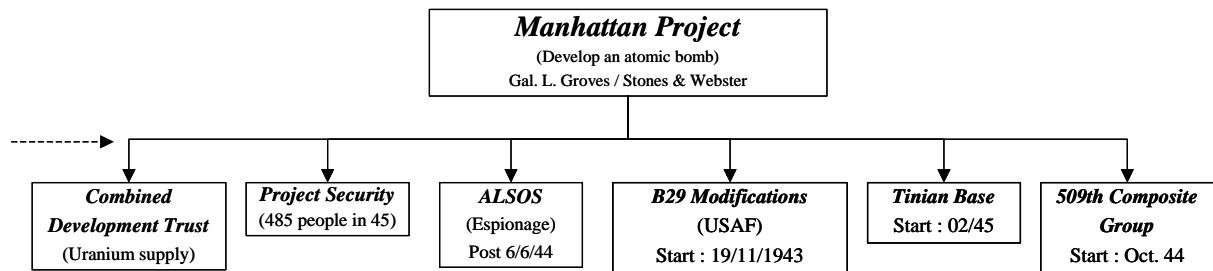 Manhattan Project
(Develop an atomic bomb)
Gal. L. Groves / Stones & Webster
Combined
Development Trust
(Uranium supply)
Project Security
(485 people in 45)
ALSOS
(Espionage)
Post 6/6/44
B29 Modifications
(USAF)
Start : 19/11/1943
Tinian Base
Start : 02/45
509th Composite
Group
Start : Oct. 44